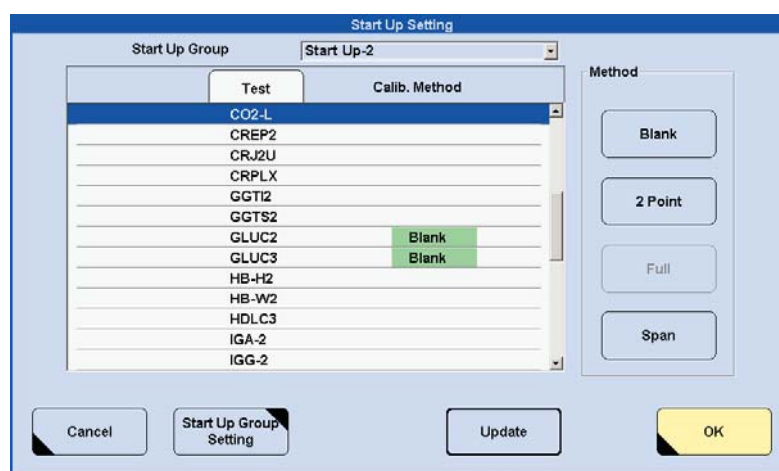 Start Up Setting
Start Up Group Start Up-2
Test Calib. Method
CO2-L
CREP2
CRJ2U
CRPLX
GGTI2
GGTS2
GLUC2 Blank
GLUC3 Blank
HB-H2
HB-W2
HDLC3
IGA-2
IGG-2
Method
Blank
2 Point
Full
Span
Cancel
Start Up Group
Setting
Update
OK